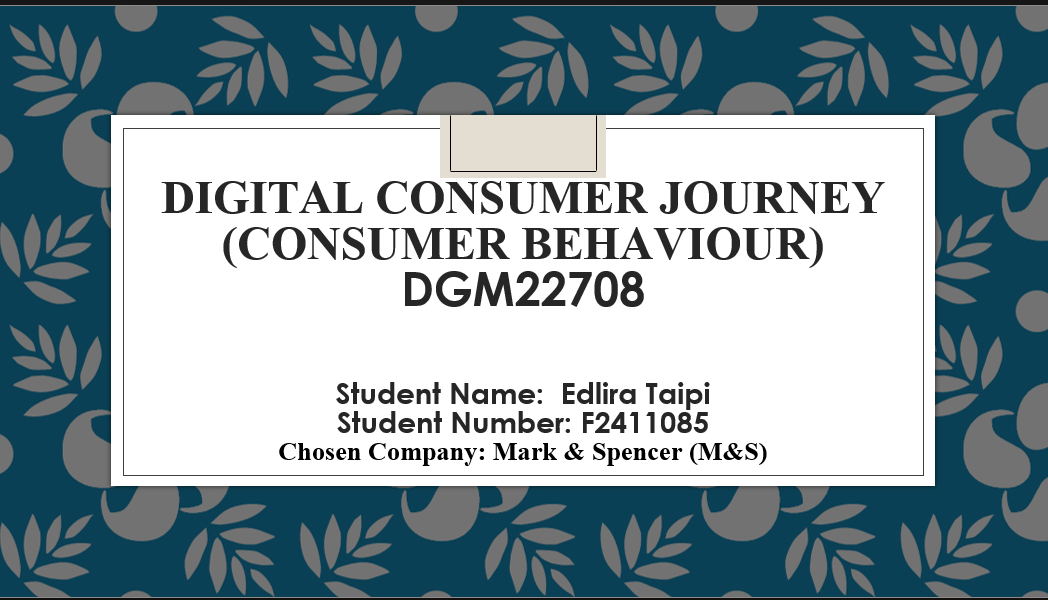 DIGITAL CONSUMER JOURNEY
(CONSUMER BEHAVIOUR)
DGM22708
Student Name: Edlira Taipi
Student Number: F2411085
Chosen Company: Mark & Spencer (M&S)